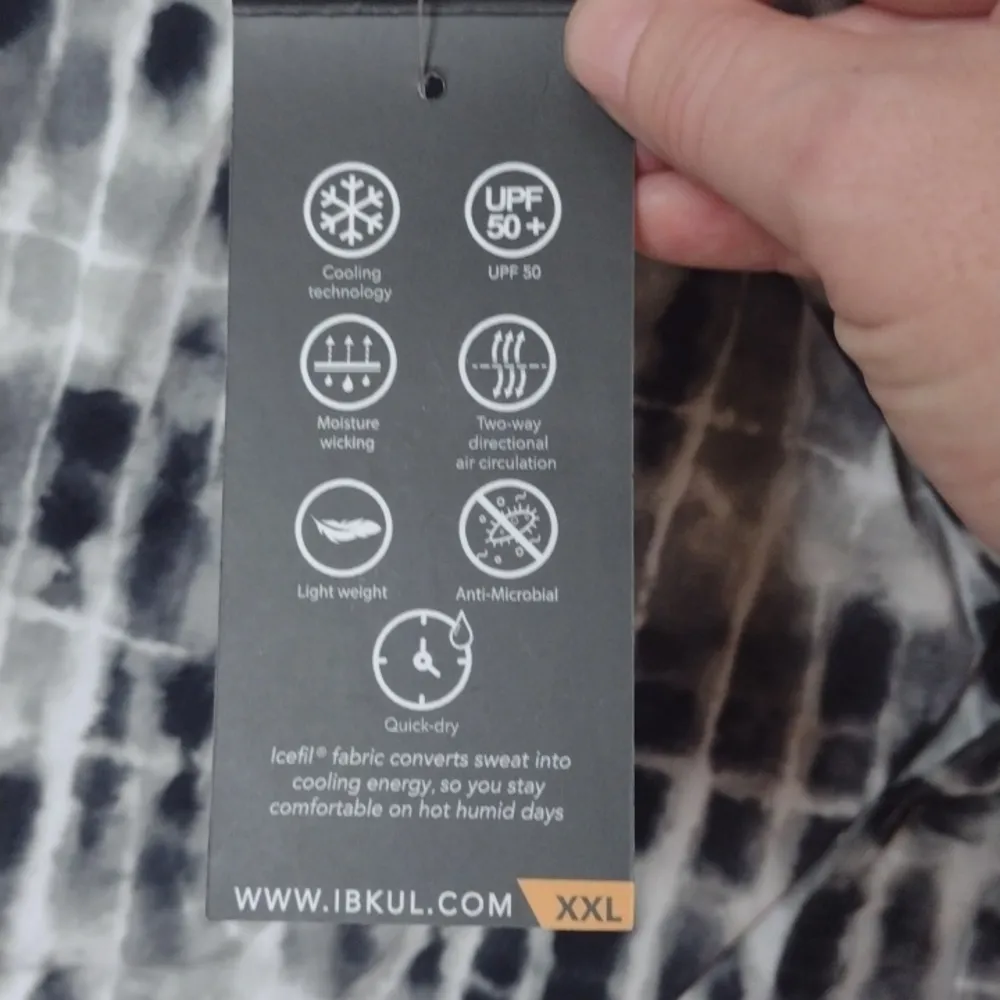 UPF
50 +
Cooling
technology
UPF 50
Moisture
wicking
Two-way
directional
air circulation
Light weight
Anti-Microbial
Quick-dry
Icefil® fabric converts sweat into
cooling energy, so you stay
comfortable on hot humid days
WWW.IBKUL.COM
XXL